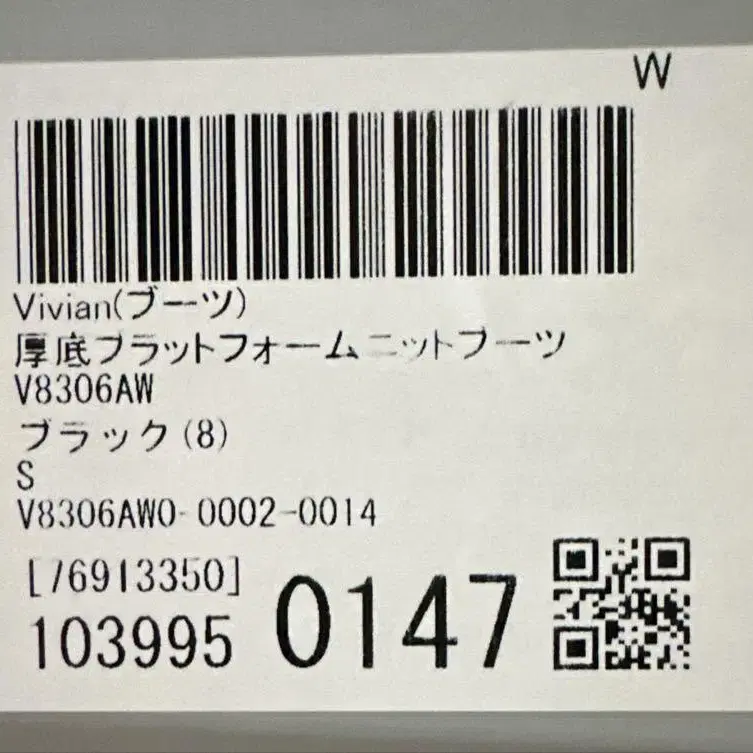 W
Vivian(ブーツ)
厚底プラットフォームニットブーツ
V8306AW
ブラック(8)
S
V8306AW0-0002-0014
[76913350]
103995 0147